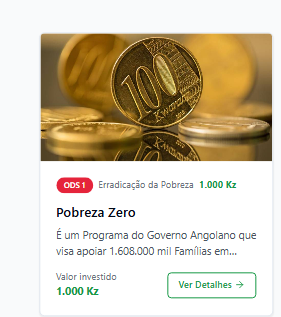 100
Kwanzas
ODS 1 Erradicação da Pobreza 1.000 Kz
Pobreza Zero
É um Programa do Governo Angolano que
visa apoiar 1.608.000 mil Famílias em...
Valor investido
1.000 Kz
Ver Detalhes →